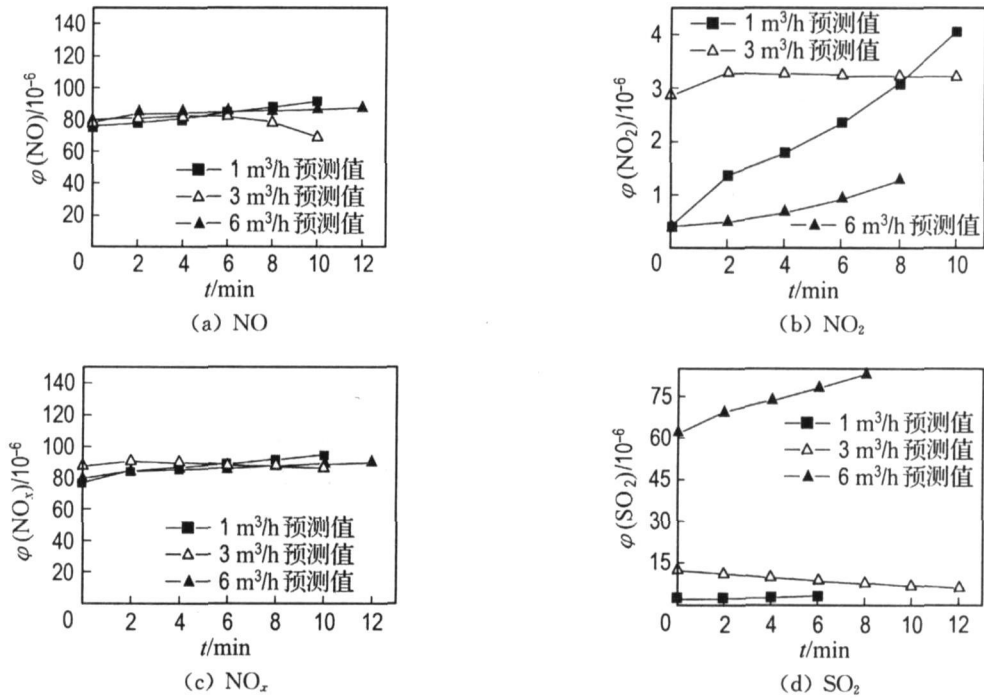 φ(NO)/10⁻⁶
140
120
100
80
60
40
20
0
2 4 6 8 10 12
1 m³/h 预测值
3 m³/h 预测值
6 m³/h 预测值
t/min
(a) NO
φ(NO₂)/10⁻⁶
4
3
2
1
0
2 4 6 8 10
1 m³/h 预测值
3 m³/h 预测值
6 m³/h 预测值
t/min
(b) NO₂
φ(NOₓ)/10⁻⁶
140
120
100
80
60
40
20
0
2 4 6 8 10 12
1 m³/h 预测值
3 m³/h 预测值
6 m³/h 预测值
t/min
(c) NOₓ
φ(SO₂)/10⁻⁶
75
60
45
30
15
0
2 4 6 8 10 12
1 m³/h 预测值
3 m³/h 预测值
6 m³/h 预测值
t/min
(d) SO₂